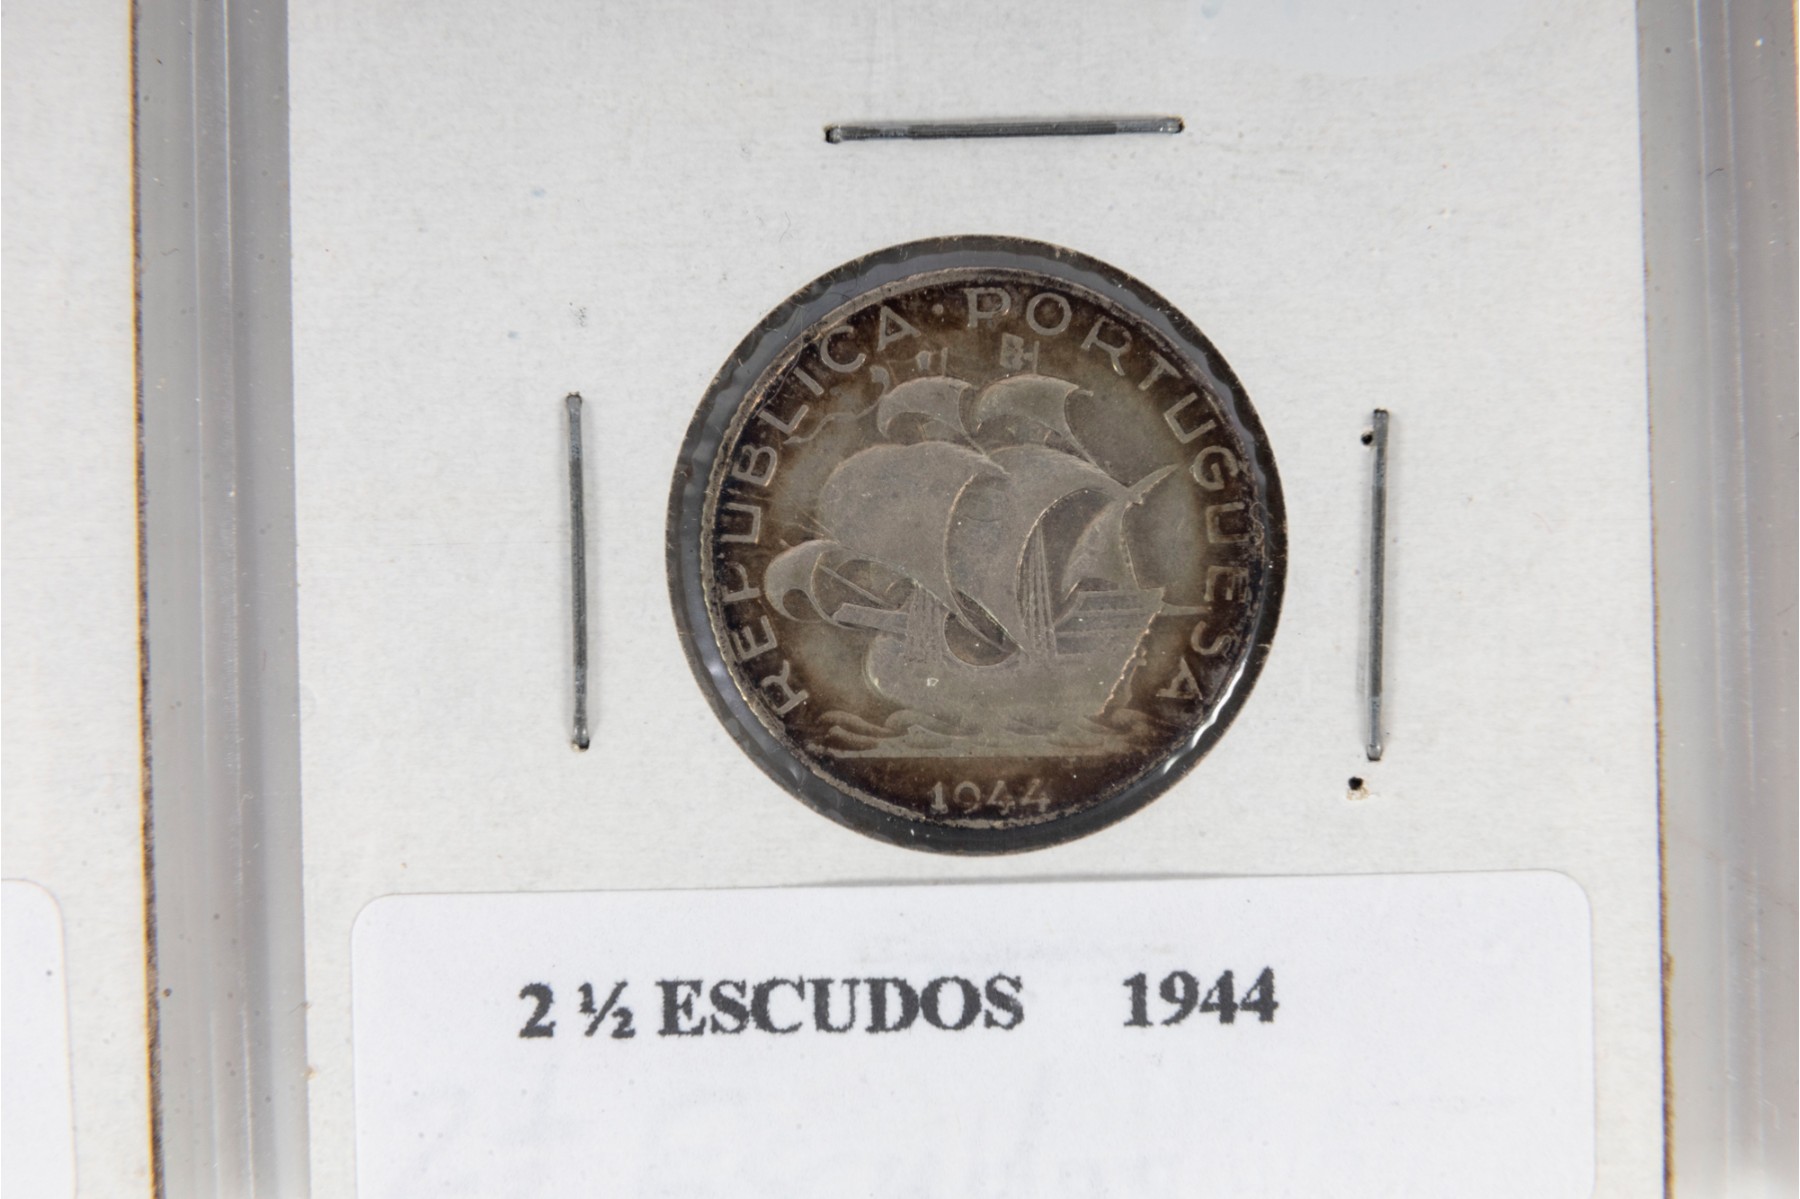 REPUBLICA · PORTUGUESA
1944
2 ½ ESCUDOS 1944